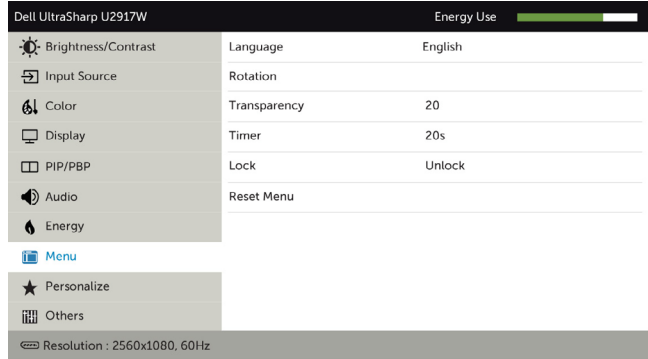 Dell UltraSharp U2917W Energy Use
Brightness/Contrast Language English
Input Source Rotation
Color Transparency 20
Display Timer 20s
PIP/PBP Lock Unlock
Audio Reset Menu
Energy
Menu
Personalize
Others
Resolution : 2560x1080, 60Hz